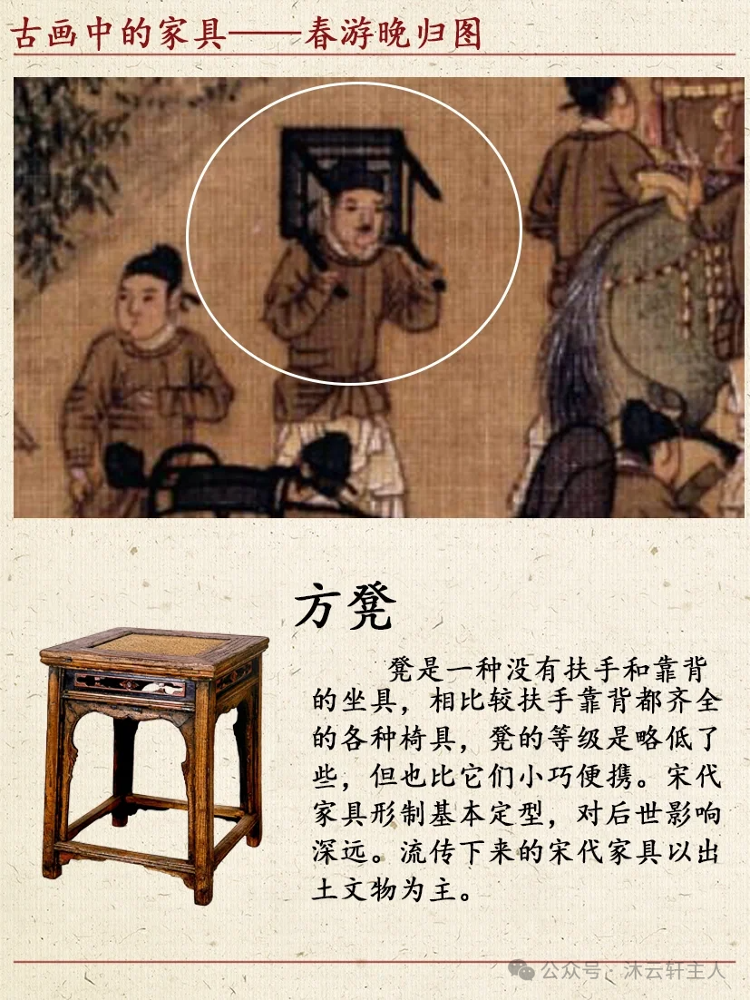 古画中的家具——春游晚归图
方凳
凳是一种没有扶手和靠背
的坐具，相比较扶手靠背都齐全
的各种椅具，凳的等级是略低了
些，但也比它们小巧便携。宋代
家具形制基本定型，对后世影响
深远。流传下来的宋代家具以出
土文物为主。
公众号·沐云轩主人